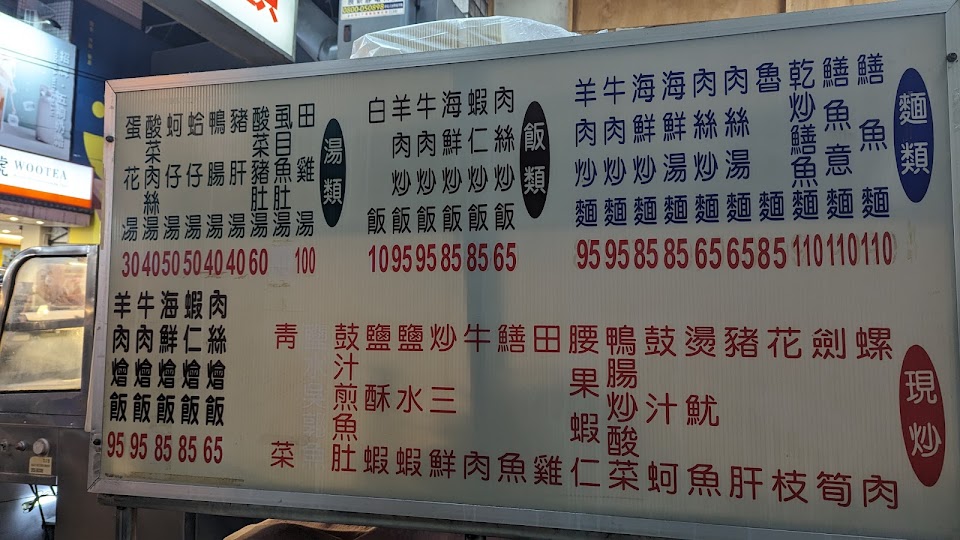 WOOTEA
麵類
鱔魚麵 110
鱔魚意麵 110
乾炒鱔魚麵 110
魯麵 85
肉絲湯麵 65
肉絲炒麵 65
海鮮湯麵 85
海鮮炒麵 85
牛肉炒麵 95
羊肉炒麵 95
飯類
肉絲炒飯 65
蝦仁炒飯 85
海鮮炒飯 85
牛肉炒飯 95
羊肉炒飯 95
白飯 10
湯類
田雞湯 100
虱目魚肚湯
酸菜豬肚湯 60
豬肝湯 40
鴨腸湯 40
蛤仔湯 50
蚵仔湯 50
酸菜肉絲湯 40
蛋花湯 30
現炒
螺肉
劍筍
花枝
豬肝
燙魷魚
鼓汁蚵
鴨腸炒酸菜
腰果蝦仁
田雞
鱔魚
牛肉
炒三鮮
鹽水蝦
鹽酥蝦
鼓汁煎魚肚
青菜
肉絲燴飯 65
蝦仁燴飯 85
海鮮燴飯 85
牛肉燴飯 95
羊肉燴飯 95